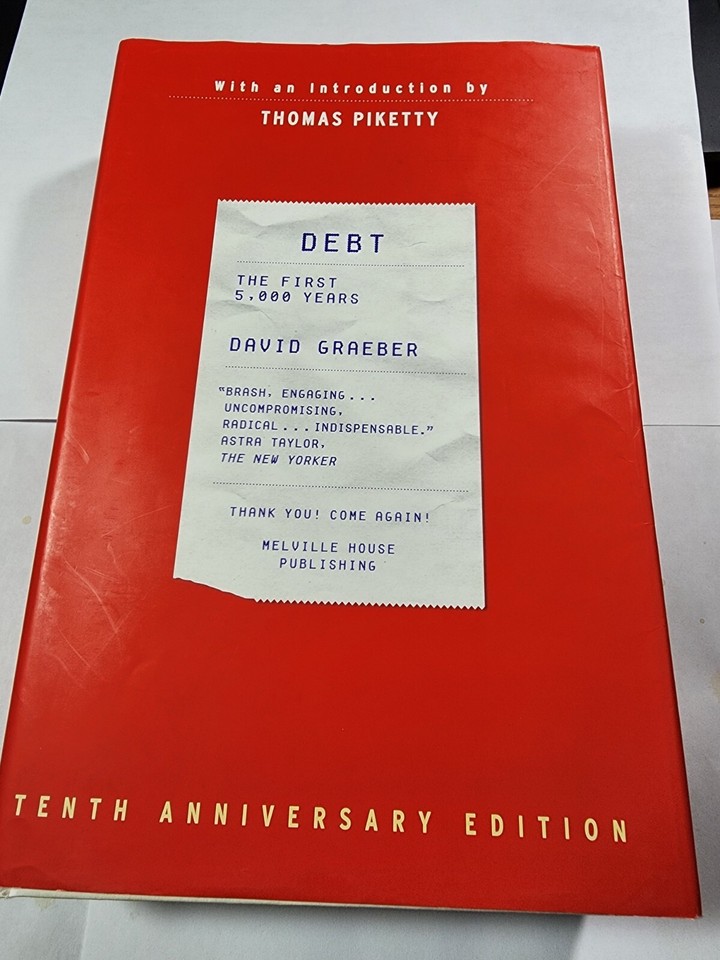 With an Introduction by
THOMAS PIKETTY
DEBT
THE FIRST
5,000 YEARS
DAVID GRAEBER
"BRASH, ENGAGING...
UNCOMPROMISING,
RADICAL...INDISPENSABLE."
ASTRA TAYLOR,
THE NEW YORKER
THANK YOU! COME AGAIN!
MELVILLE HOUSE
PUBLISHING
TENTH ANNIVERSARY EDITION